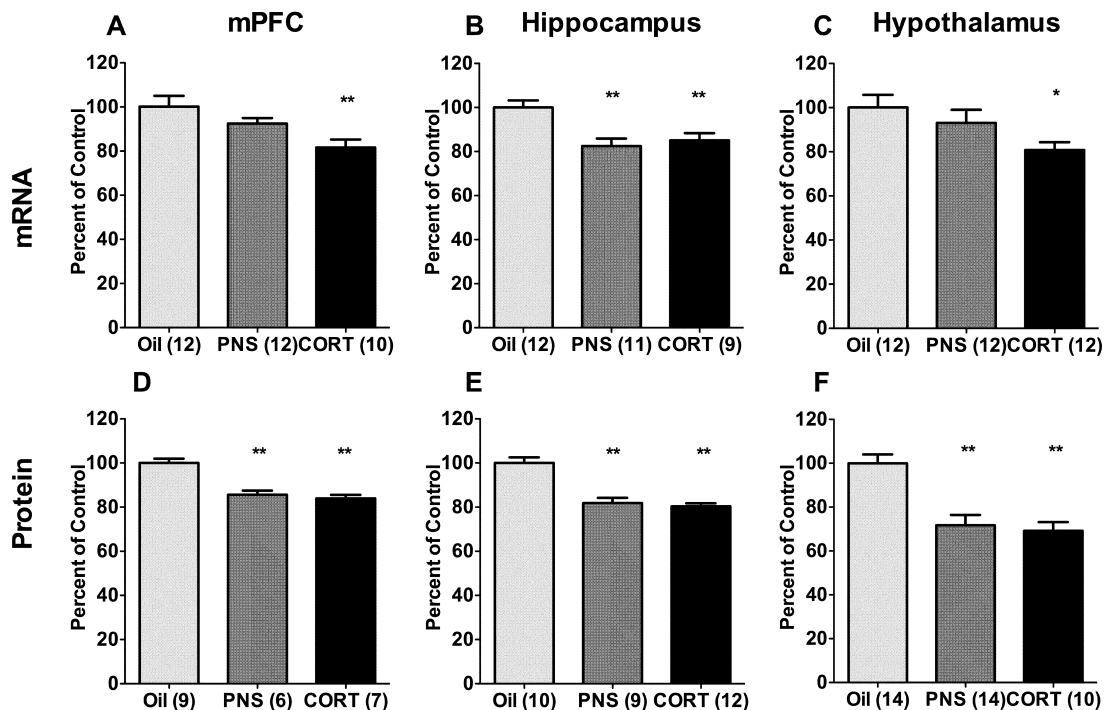 A mPFC B Hippocampus C Hypothalamus
mRNA
Percent of Control
120
100
80
60
40
20
0
**
Oil (12) PNS (12) CORT (10)
Percent of Control
120
100
80
60
40
20
0
** **
Oil (12) PNS (11) CORT (9)
Percent of Control
120
100
80
60
40
20
0
*
Oil (12) PNS (12) CORT (12)
Protein
D
Percent of Control
120
100
80
60
40
20
0
** **
Oil (9) PNS (6) CORT (7)
E
Percent of Control
120
100
80
60
40
20
0
** **
Oil (10) PNS (9) CORT (12)
F
Percent of Control
120
100
80
60
40
20
0
** **
Oil (14) PNS (14) CORT (10)